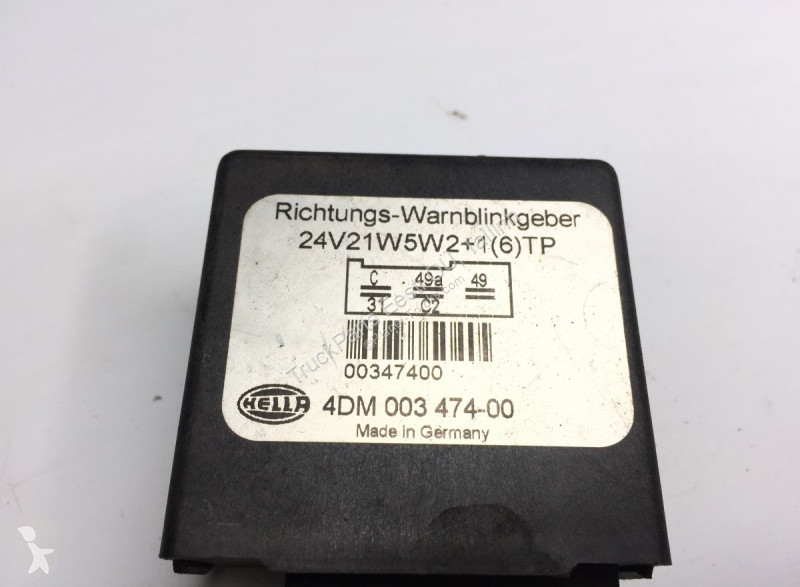 Richtungs-Warnblinkgeber
24V21W5W2+1(6)TP
C 49a 49
31 C2
00347400
HELLA 4DM 003 474-00
Made in Germany